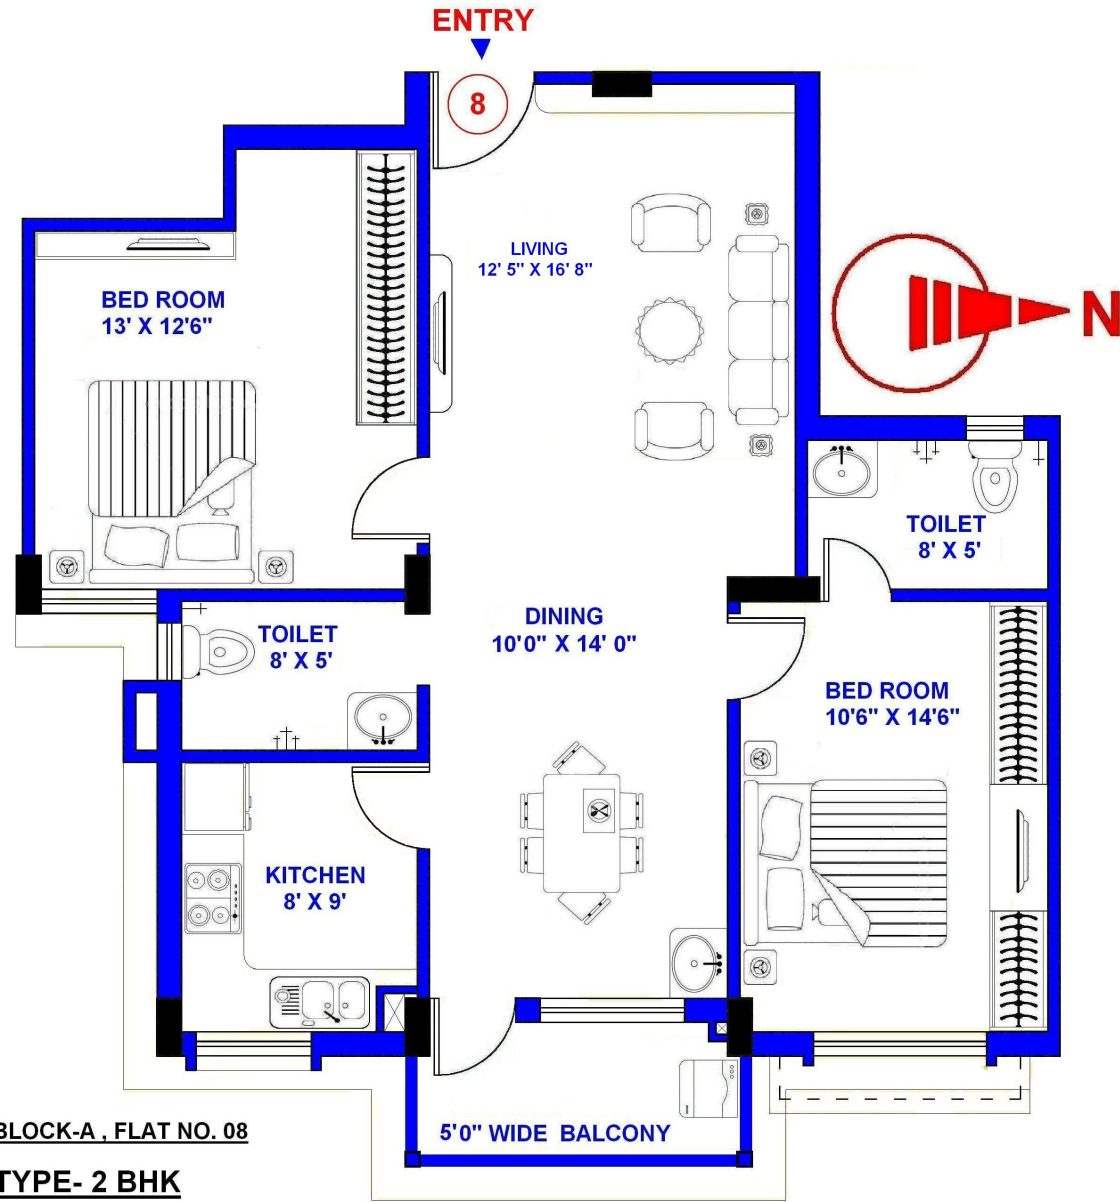 ENTRY
8
LIVING
12' 5" X 16' 8"
BED ROOM
13' X 12'6"
N
TOILET
8' X 5'
DINING
10'0" X 14' 0"
TOILET
8' X 5'
BED ROOM
10'6" X 14'6"
KITCHEN
8' X 9'
5'0" WIDE BALCONY
BLOCK-A , FLAT NO. 08
TYPE- 2 BHK